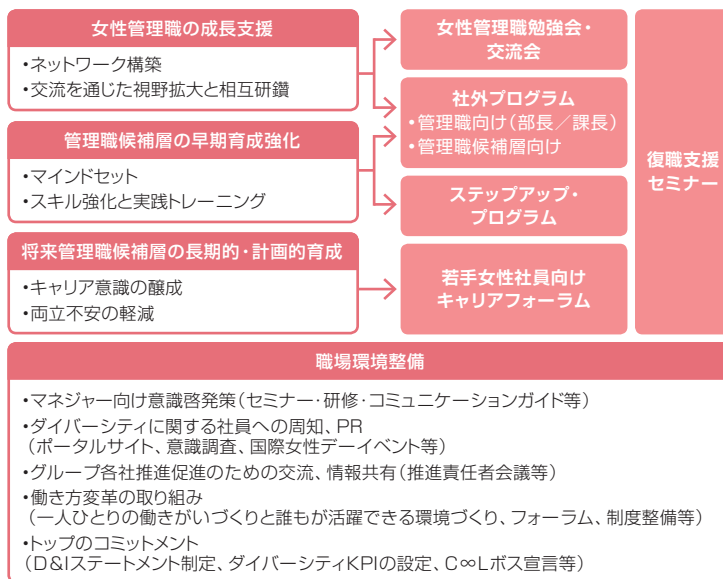 女性管理職の成長支援
・ネットワーク構築
・交流を通じた視野拡大と相互研鑽
管理職候補層の早期育成強化
・マインドセット
・スキル強化と実践トレーニング
将来管理職候補層の長期的・計画的育成
・キャリア意識の醸成
・両立不安の軽減
女性管理職勉強会・
交流会
社外プログラム
・管理職向け（部長／課長）
・管理職候補層向け
ステップアップ・
プログラム
若手女性社員向け
キャリアフォーラム
復職支援
セミナー
職場環境整備
・マネジャー向け意識啓発策（セミナー・研修・コミュニケーションガイド等）
・ダイバーシティに関する社員への周知、PR
（ポータルサイト、意識調査、国際女性デーイベント等）
・グループ各社推進促進のための交流、情報共有（推進責任者会議等）
・働き方変革の取り組み
（一人ひとりの働きがいづくりと誰もが活躍できる環境づくり、フォーラム、制度整備等）
・トップのコミットメント
（D&Iステートメント制定、ダイバーシティKPIの設定、C∞Lボス宣言等）